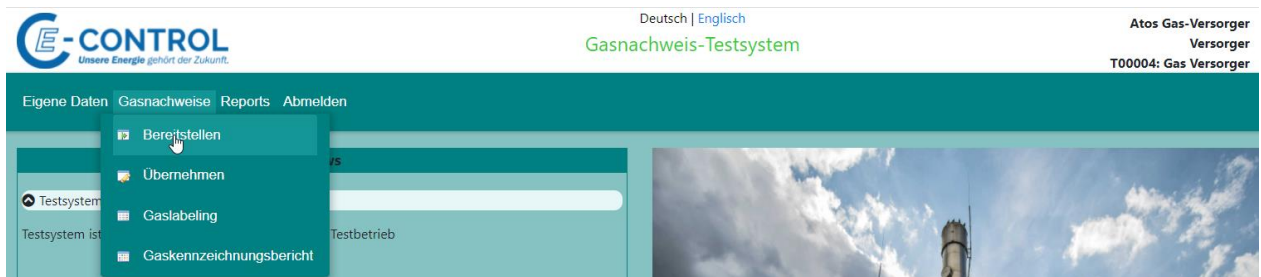 E-CONTROL
Unsere Energie gehört der Zukunft.
Deutsch | Englisch
Gasnachweis-Testsystem
Atos Gas-Versorger
Versorger
T00004: Gas Versorger
Eigene Daten Gasnachweise Reports Abmelden
Bereitstellen
Übernehmen
Gaslabeling
Gaskennzeichnungsbericht
Testsystem
Testsystem ist Testbetrieb